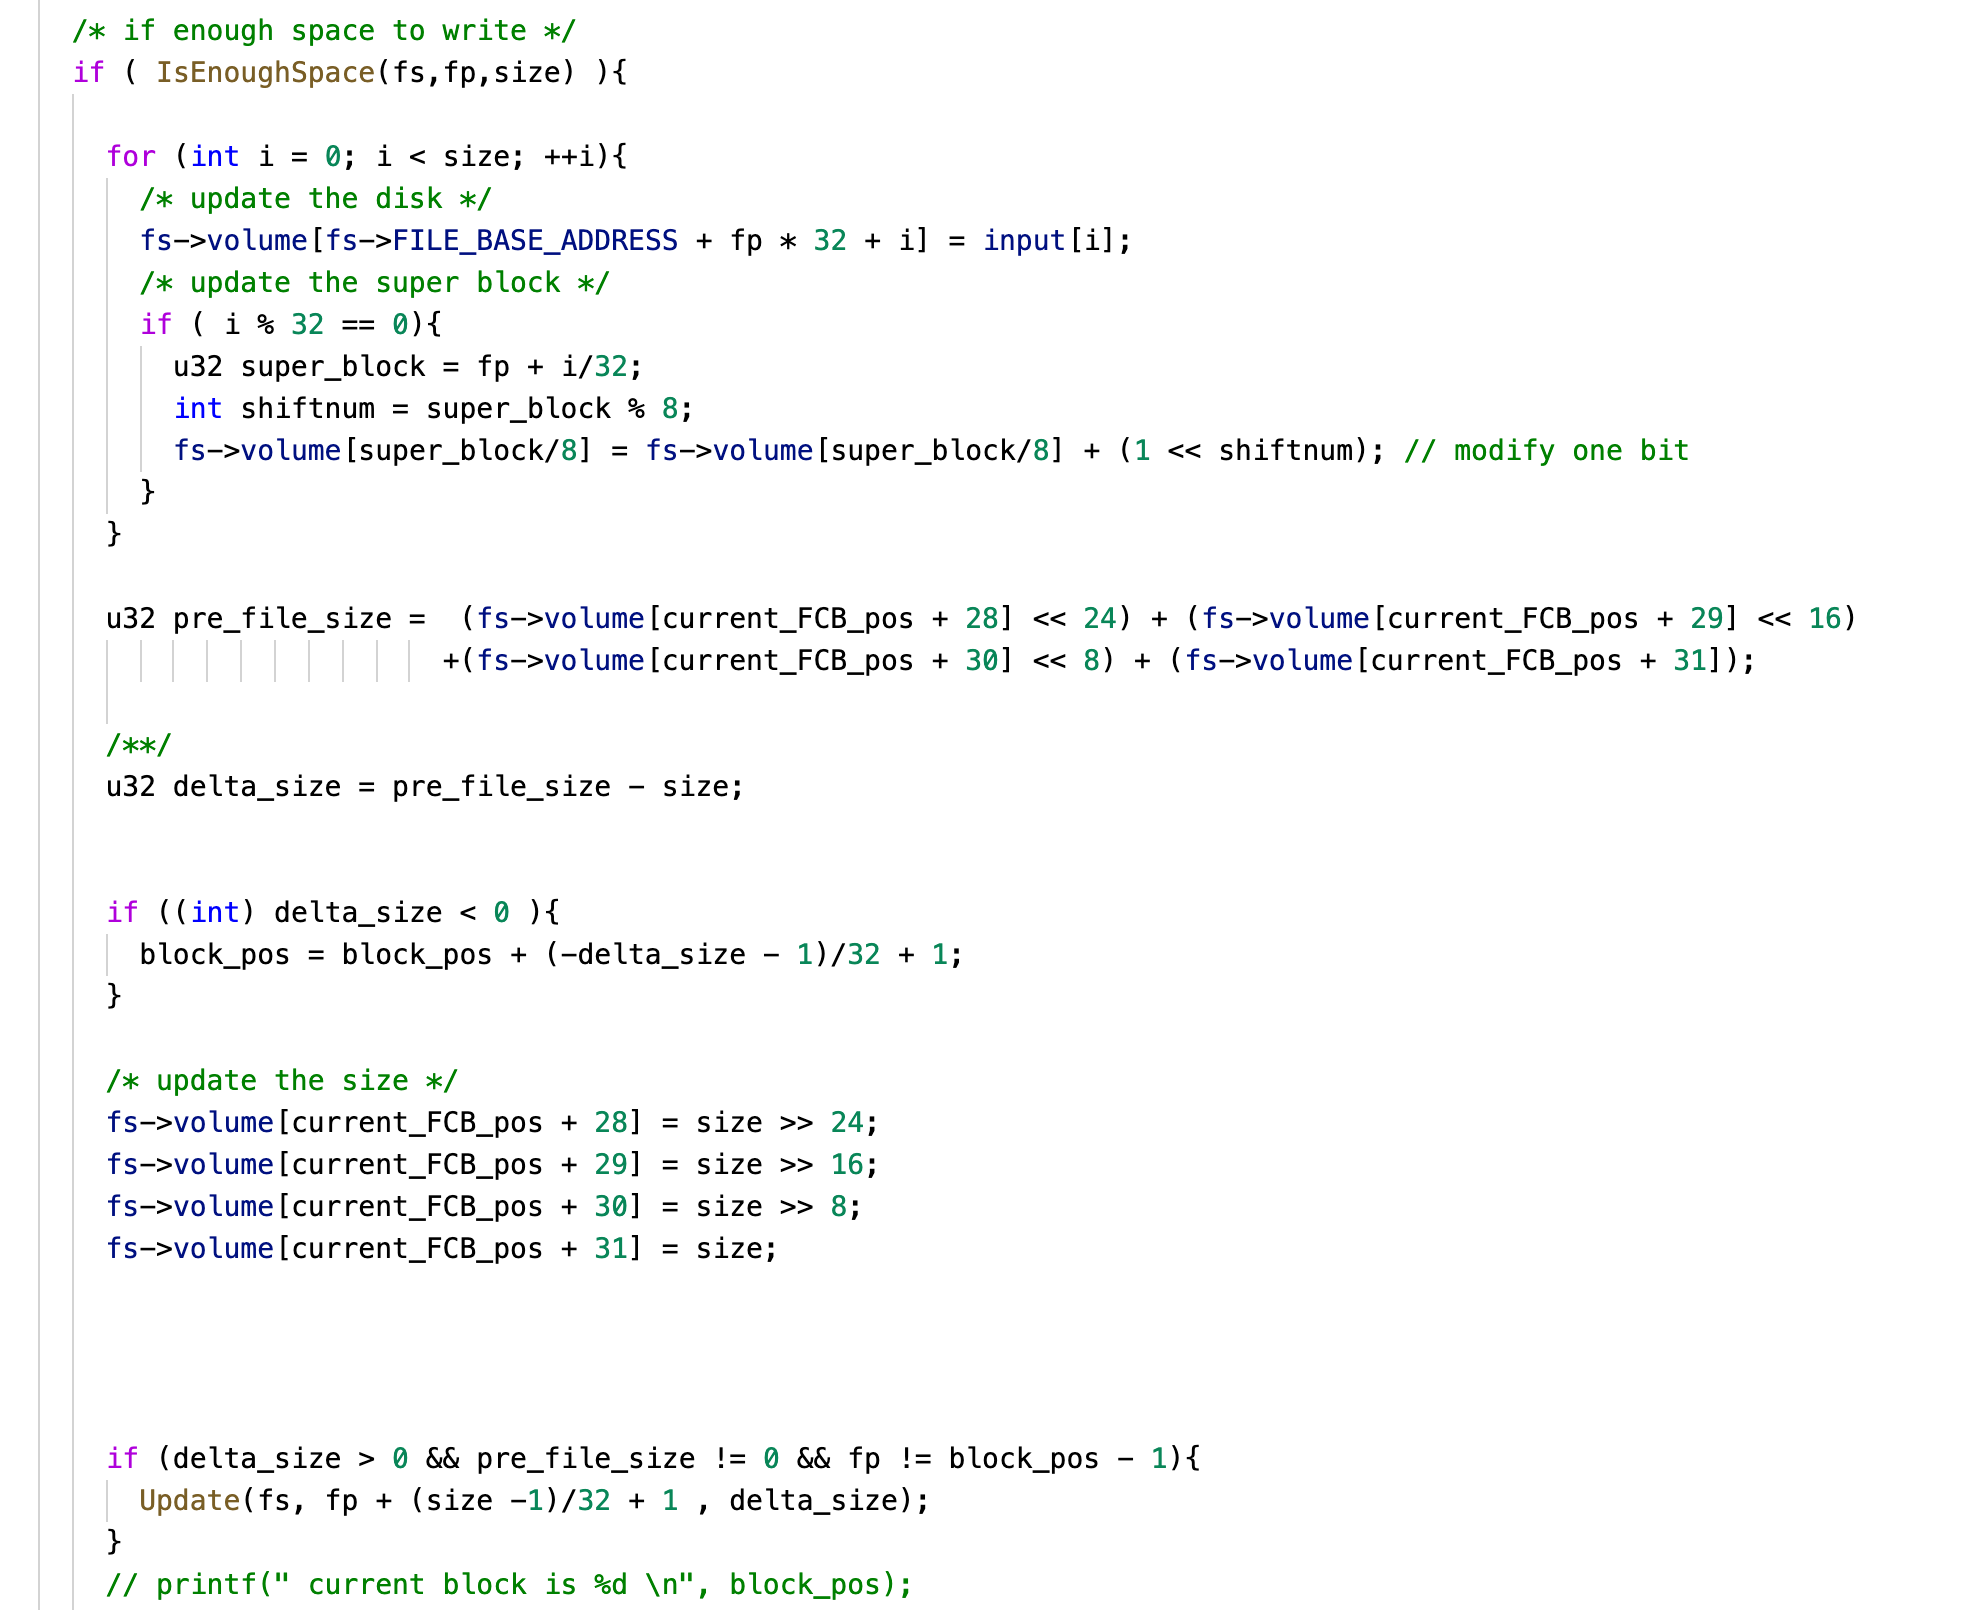 /* if enough space to write */
if ( IsEnoughSpace(fs,fp,size) ){
for (int i = 0; i < size; ++i){
/* update the disk */
fs->volume[fs->FILE_BASE_ADDRESS + fp * 32 + i] = input[i];
/* update the super block */
if ( i % 32 == 0){
u32 super_block = fp + i/32;
int shiftnum = super_block % 8;
fs->volume[super_block/8] = fs->volume[super_block/8] + (1 << shiftnum); // modify one bit
}
}
u32 pre_file_size =  (fs->volume[current_FCB_pos + 28] << 24) + (fs->volume[current_FCB_pos + 29] << 16)
+(fs->volume[current_FCB_pos + 30] << 8) + (fs->volume[current_FCB_pos + 31]);
/**/
u32 delta_size = pre_file_size - size;
if ((int) delta_size < 0 ){
block_pos = block_pos + (-delta_size - 1)/32 + 1;
}
/* update the size */
fs->volume[current_FCB_pos + 28] = size >> 24;
fs->volume[current_FCB_pos + 29] = size >> 16;
fs->volume[current_FCB_pos + 30] = size >> 8;
fs->volume[current_FCB_pos + 31] = size;
if (delta_size > 0 && pre_file_size != 0 && fp != block_pos - 1){
Update(fs, fp + (size -1)/32 + 1 , delta_size);
}
// printf(" current block is %d \n", block_pos);